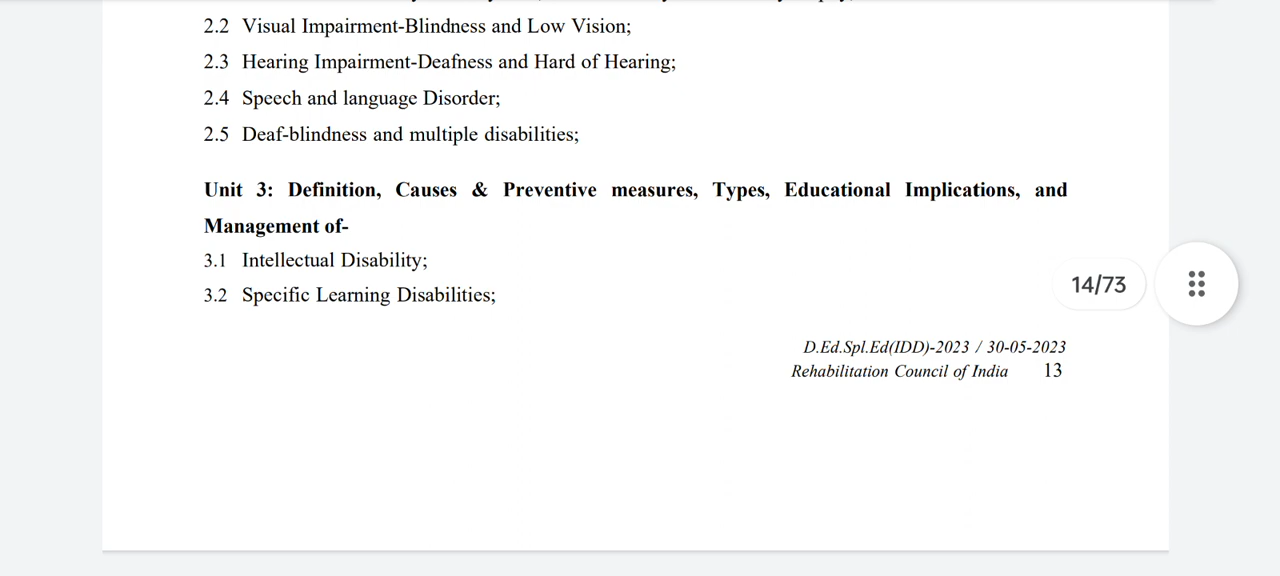 2.2 Visual Impairment-Blindness and Low Vision;
2.3 Hearing Impairment-Deafness and Hard of Hearing;
2.4 Speech and language Disorder;
2.5 Deaf-blindness and multiple disabilities;
Unit 3: Definition, Causes & Preventive measures, Types, Educational Implications, and
Management of-
3.1 Intellectual Disability;
3.2 Specific Learning Disabilities;
14/73
D.Ed.Spl.Ed(IDD)-2023 / 30-05-2023
Rehabilitation Council of India 13